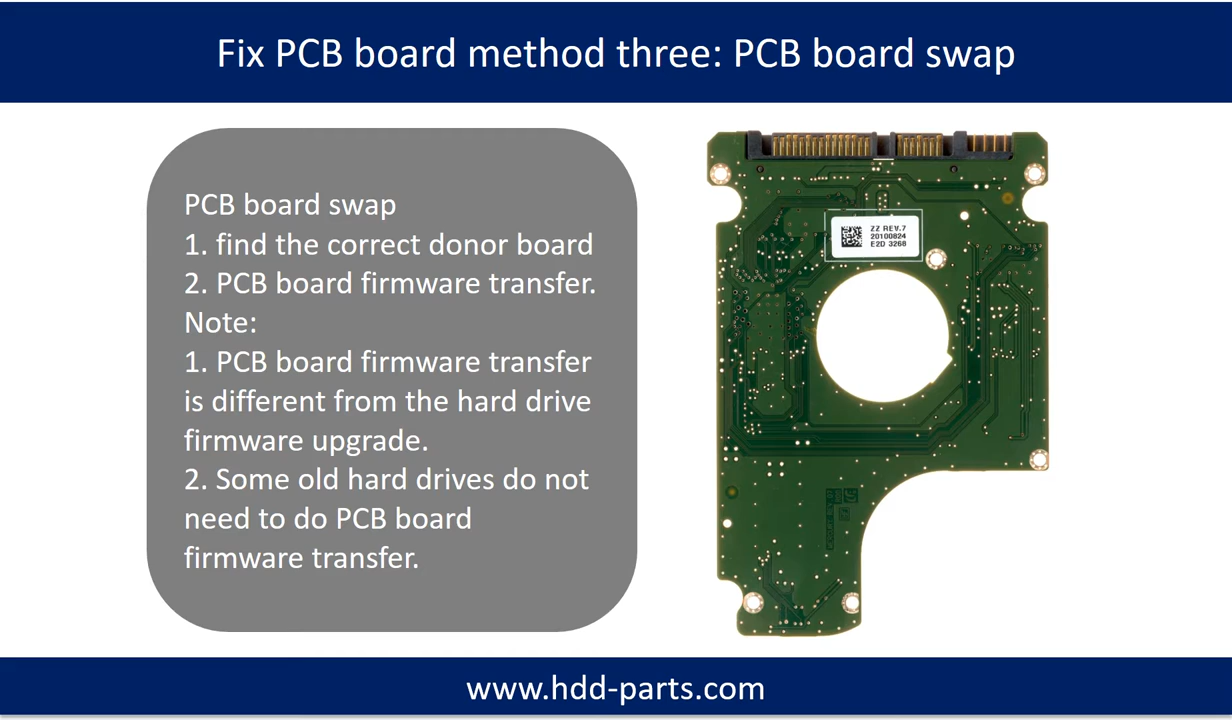 Fix PCB board method three: PCB board swap
PCB board swap
1. find the correct donor board
2. PCB board firmware transfer.
Note:
1. PCB board firmware transfer
is different from the hard drive
firmware upgrade.
2. Some old hard drives do not
need to do PCB board
firmware transfer.
ZZ REV.7
20100824
E2D 3268
www.hdd-parts.com